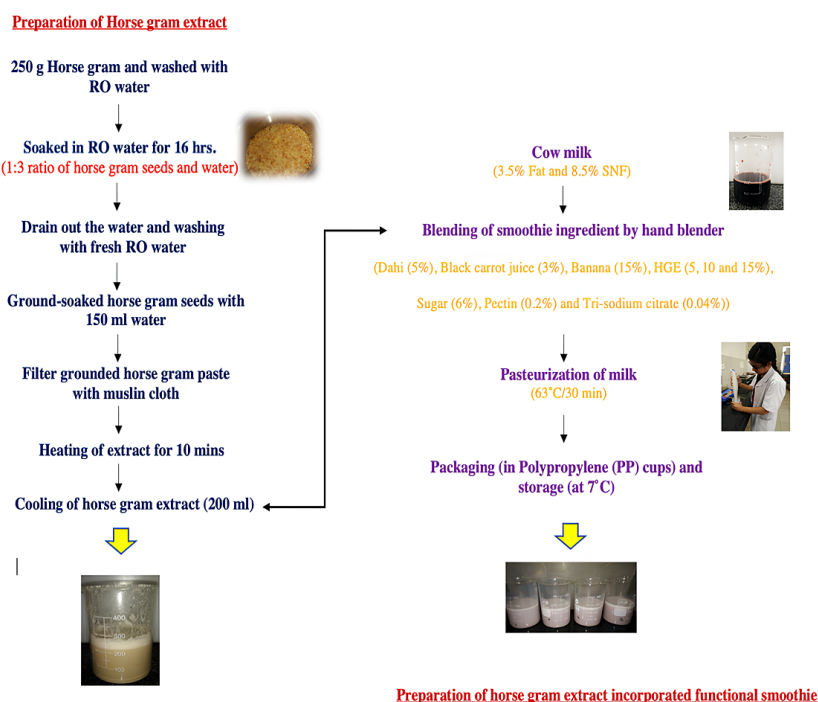 Preparation of Horse gram extract
250 g Horse gram and washed with
RO water
Soaked in RO water for 16 hrs.
(1:3 ratio of horse gram seeds and water)
Drain out the water and washing
with fresh RO water
Ground-soaked horse gram seeds with
150 ml water
Filter grounded horse gram paste
with muslin cloth
Heating of extract for 10 mins
Cooling of horse gram extract (200 ml)
Cow milk
(3.5% Fat and 8.5% SNF)
Blending of smoothie ingredient by hand blender
(Dahi (5%), Black carrot juice (3%), Banana (15%), HGE (5, 10 and 15%),
Sugar (6%), Pectin (0.2%) and Tri-sodium citrate (0.04%))
Pasteurization of milk
(63˚C/30 min)
Packaging (in Polypropylene (PP) cups) and
storage (at 7˚C)
Preparation of horse gram extract incorporated functional smoothie